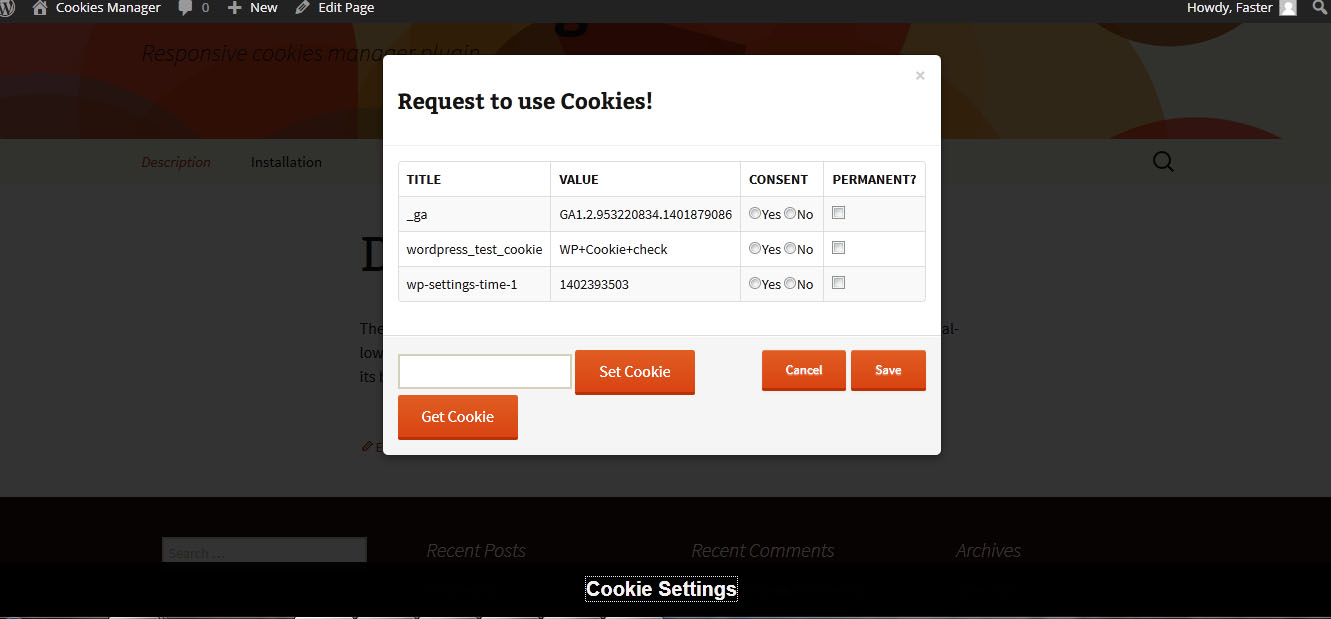 Cookies Manager 0 New Edit Page Howdy, Faster
Responsive cookies manager plugin
×
Request to use Cookies!
Description Installation
TITLE VALUE CONSENT PERMANENT?
_ga GA1.2.953220834.1401879086 Yes No
wordpress_test_cookie WP+Cookie+check Yes No
wp-settings-time-1 1402393503 Yes No
D
The al-
low
its
Set Cookie Cancel Save
Get Cookie
E
Search …
Recent Posts Recent Comments Archives
Cookie Settings